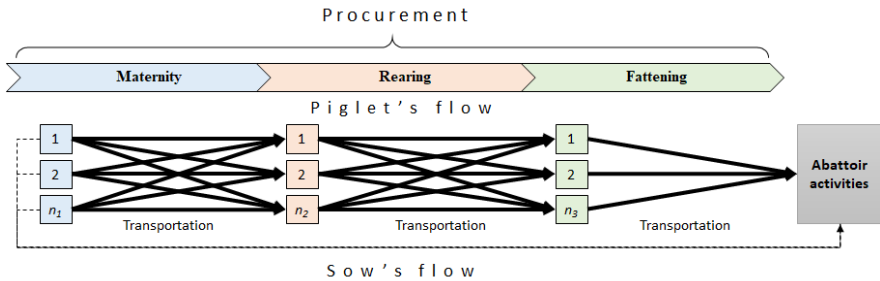 Procurement
Maternity Rearing Fattening
Piglet's flow
1 1 1
2 2 2
n1 n2 n3
Abattoir
activities
Transportation Transportation Transportation
Sow's flow